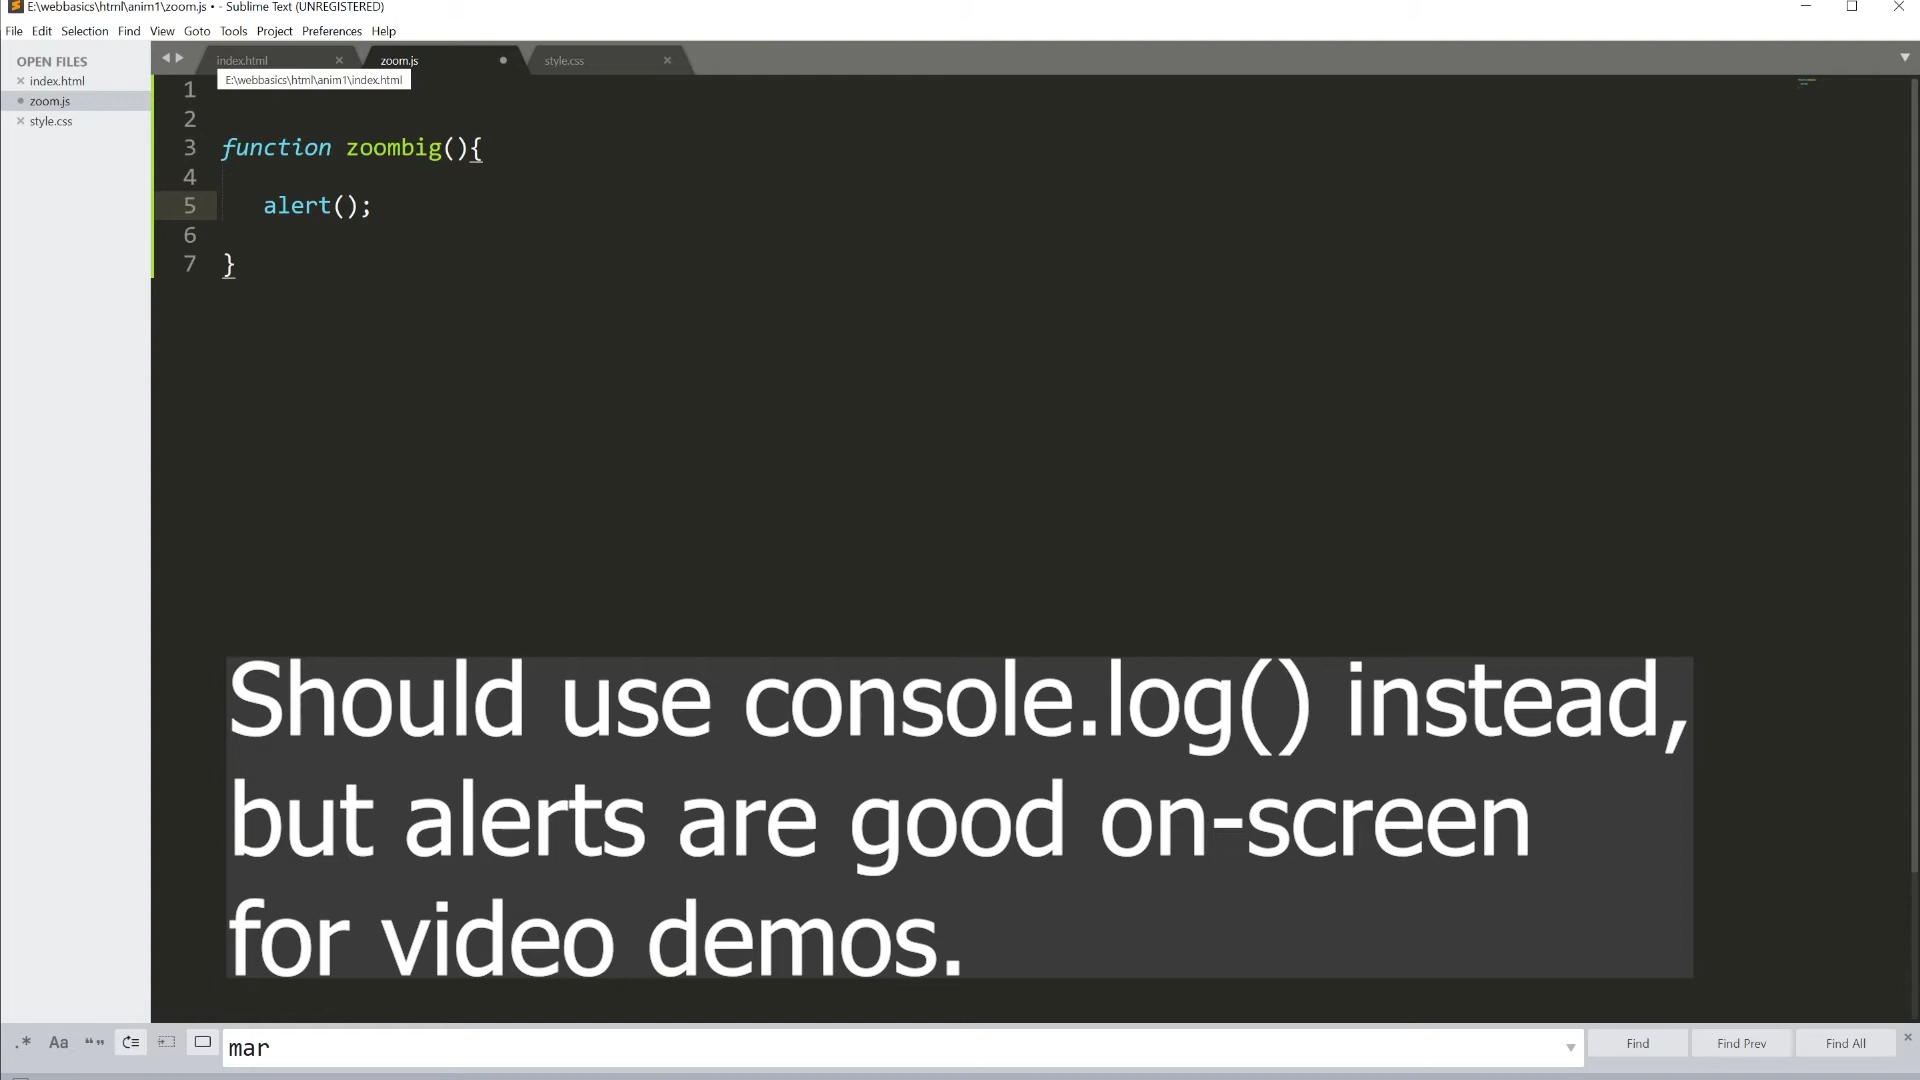 E:\webbasics\html\anim1\zoom.js • - Sublime Text (UNREGISTERED)
File Edit Selection Find View Goto Tools Project Preferences Help
OPEN FILES
index.html
zoom.js
style.css
index.html zoom.js style.css
E:\webbasics\html\anim1\index.html
1
2
3 function zoombig(){
4
5 alert();
6
7 }
Should use console.log() instead,
but alerts are good on-screen
for video demos.
.* Aa “” mar Find Find Prev Find All